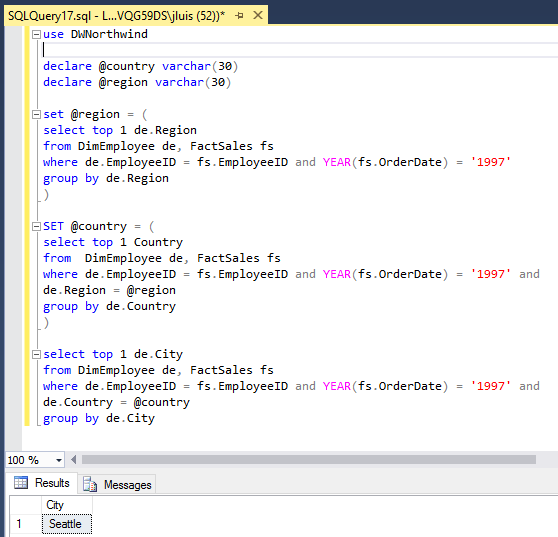 SQLQuery17.sql - L...VQG59DS\jluis (52))*
use DWNorthwind
declare @country varchar(30)
declare @region varchar(30)
set @region = (
select top 1 de.Region
from DimEmployee de, FactSales fs
where de.EmployeeID = fs.EmployeeID and YEAR(fs.OrderDate) = '1997'
group by de.Region
)
SET @country = (
select top 1 Country
from  DimEmployee de, FactSales fs
where de.EmployeeID = fs.EmployeeID and YEAR(fs.OrderDate) = '1997' and
de.Region = @region
group by de.Country
)
select top 1 de.City
from DimEmployee de, FactSales fs
where de.EmployeeID = fs.EmployeeID and YEAR(fs.OrderDate) = '1997' and
de.Country = @country
group by de.City
100 %
Results Messages
City
1 Seattle